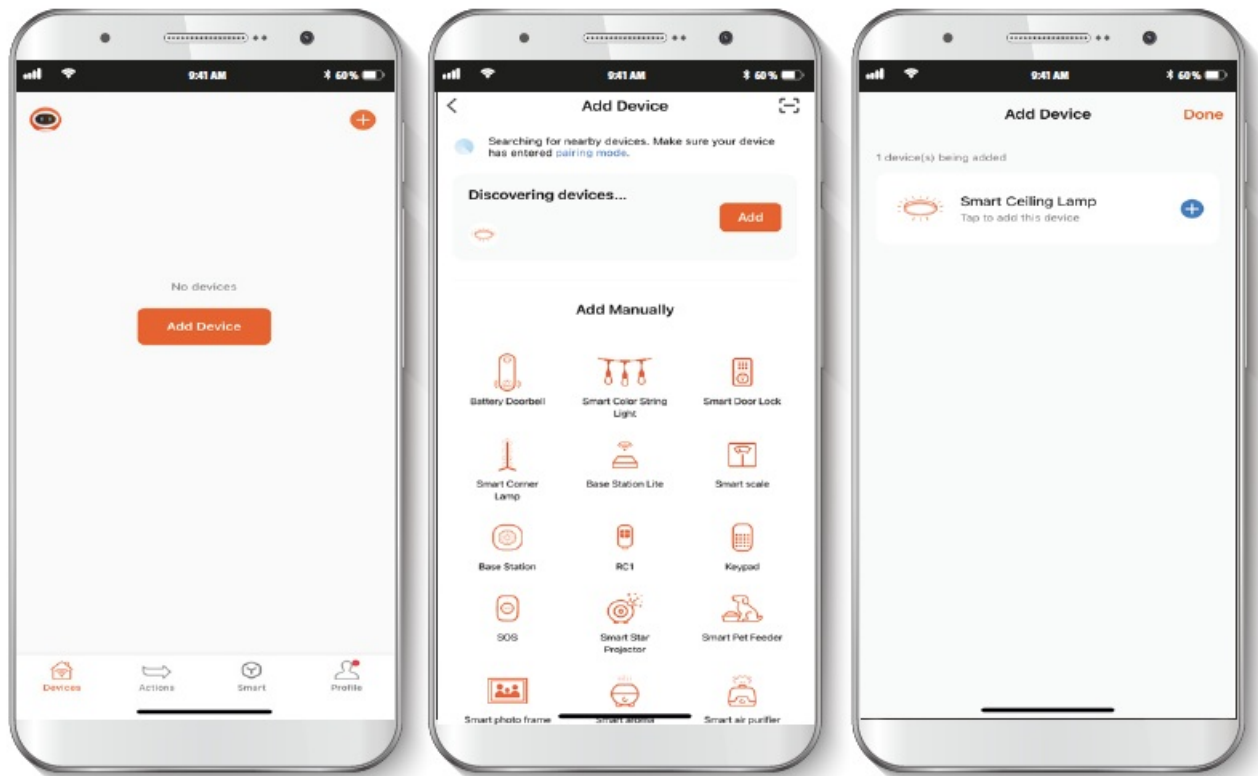 9:41 AM
60%
No devices
Add Device
Devices
Actions
Smart
Profile
9:41 AM
60%
Add Device
Searching for nearby devices. Make sure your device
has entered pairing mode.
Discovering devices...
Add
Add Manually
Battery Doorbell
Smart Color String
Light
Smart Door Lock
Smart Corner
Lamp
Base Station Lite
Smart scale
Base Station
RC1
Keypad
SOS
Smart Star
Projector
Smart Pet Feeder
Smart photo frame
Smart aroma
Smart air purifier
9:41 AM
60%
Add Device
Done
1 device(s) being added
Smart Ceiling Lamp
Tap to add this device